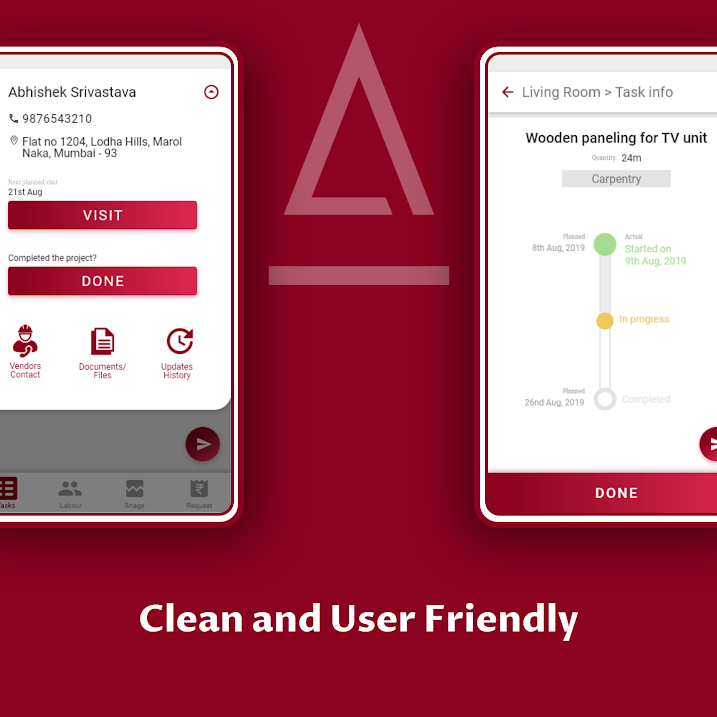 Abhishek Srivastava
9876543210
Flat no 1204, Lodha Hills, Marol
Naka, Mumbai - 93
Next planned visit
21st Aug
VISIT
Completed the project?
DONE
Vendors
Contact
Documents/
Files
Updates
History
Tasks
Labour
Snags
Request
Living Room > Task info
Wooden paneling for TV unit
Quantity: 24m
Carpentry
Planned
8th Aug, 2019
Actual
Started on
9th Aug, 2019
In progress
Planned
26nd Aug, 2019
Completed
DONE
Clean and User Friendly